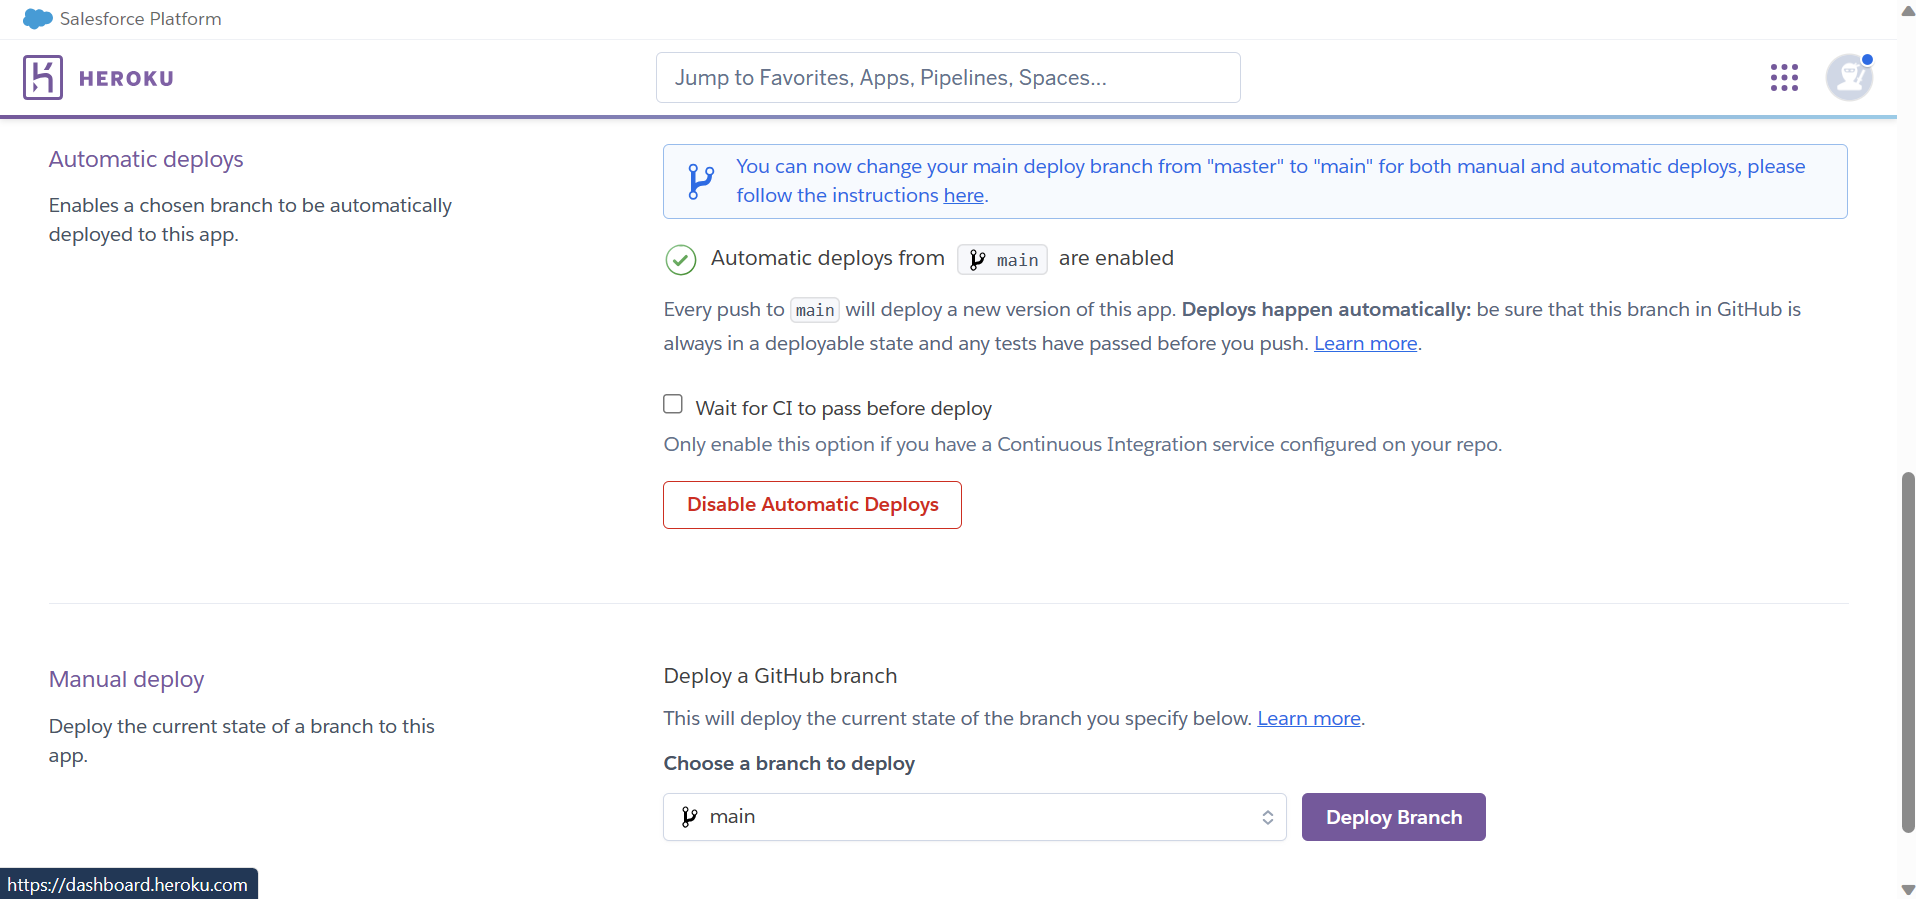 Salesforce Platform
HEROKU
Jump to Favorites, Apps, Pipelines, Spaces...
Automatic deploys
Enables a chosen branch to be automatically
deployed to this app.
You can now change your main deploy branch from "master" to "main" for both manual and automatic deploys, please
follow the instructions here.
Automatic deploys from main are enabled
Every push to main will deploy a new version of this app. Deploys happen automatically: be sure that this branch in GitHub is
always in a deployable state and any tests have passed before you push. Learn more.
Wait for CI to pass before deploy
Only enable this option if you have a Continuous Integration service configured on your repo.
Disable Automatic Deploys
Manual deploy
Deploy the current state of a branch to this
app.
Deploy a GitHub branch
This will deploy the current state of the branch you specify below. Learn more.
Choose a branch to deploy
main
Deploy Branch
https://dashboard.heroku.com